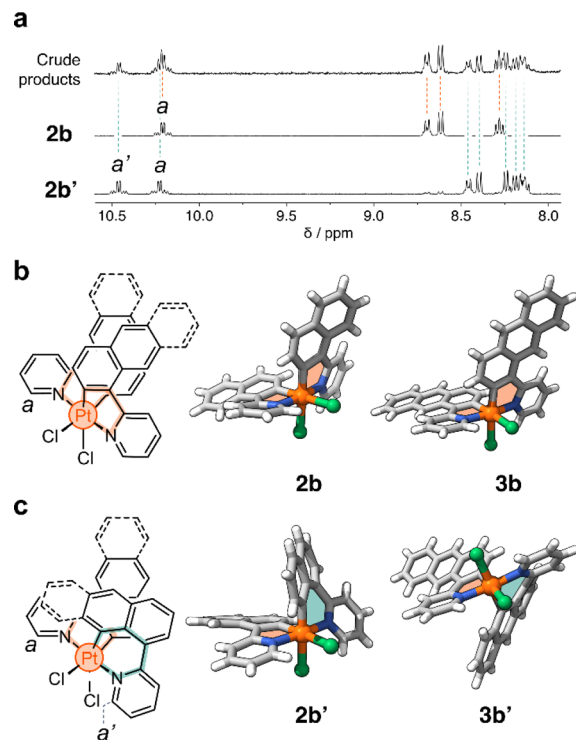 a
Crude
products
a
2b
a'
a
2b'
10.5 10.0 9.5 9.0 8.5 8.0
δ / ppm
b
N
a
Pt
Cl
N
Cl
2b
3b
c
N
a
Pt
Cl
N
Cl
a'
2b'
3b'